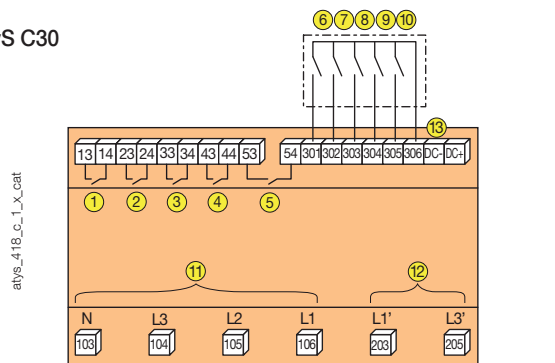 S C30
6 7 8 9 10
13
13 14 23 24 33 34 43 44 53 54 301 302 303 304 305 306 DC- DC+
1 2 3 4 5
atys_418_c_1_x_cat
11 12
N L3 L2 L1 L1' L3'
103 104 105 106 203 205